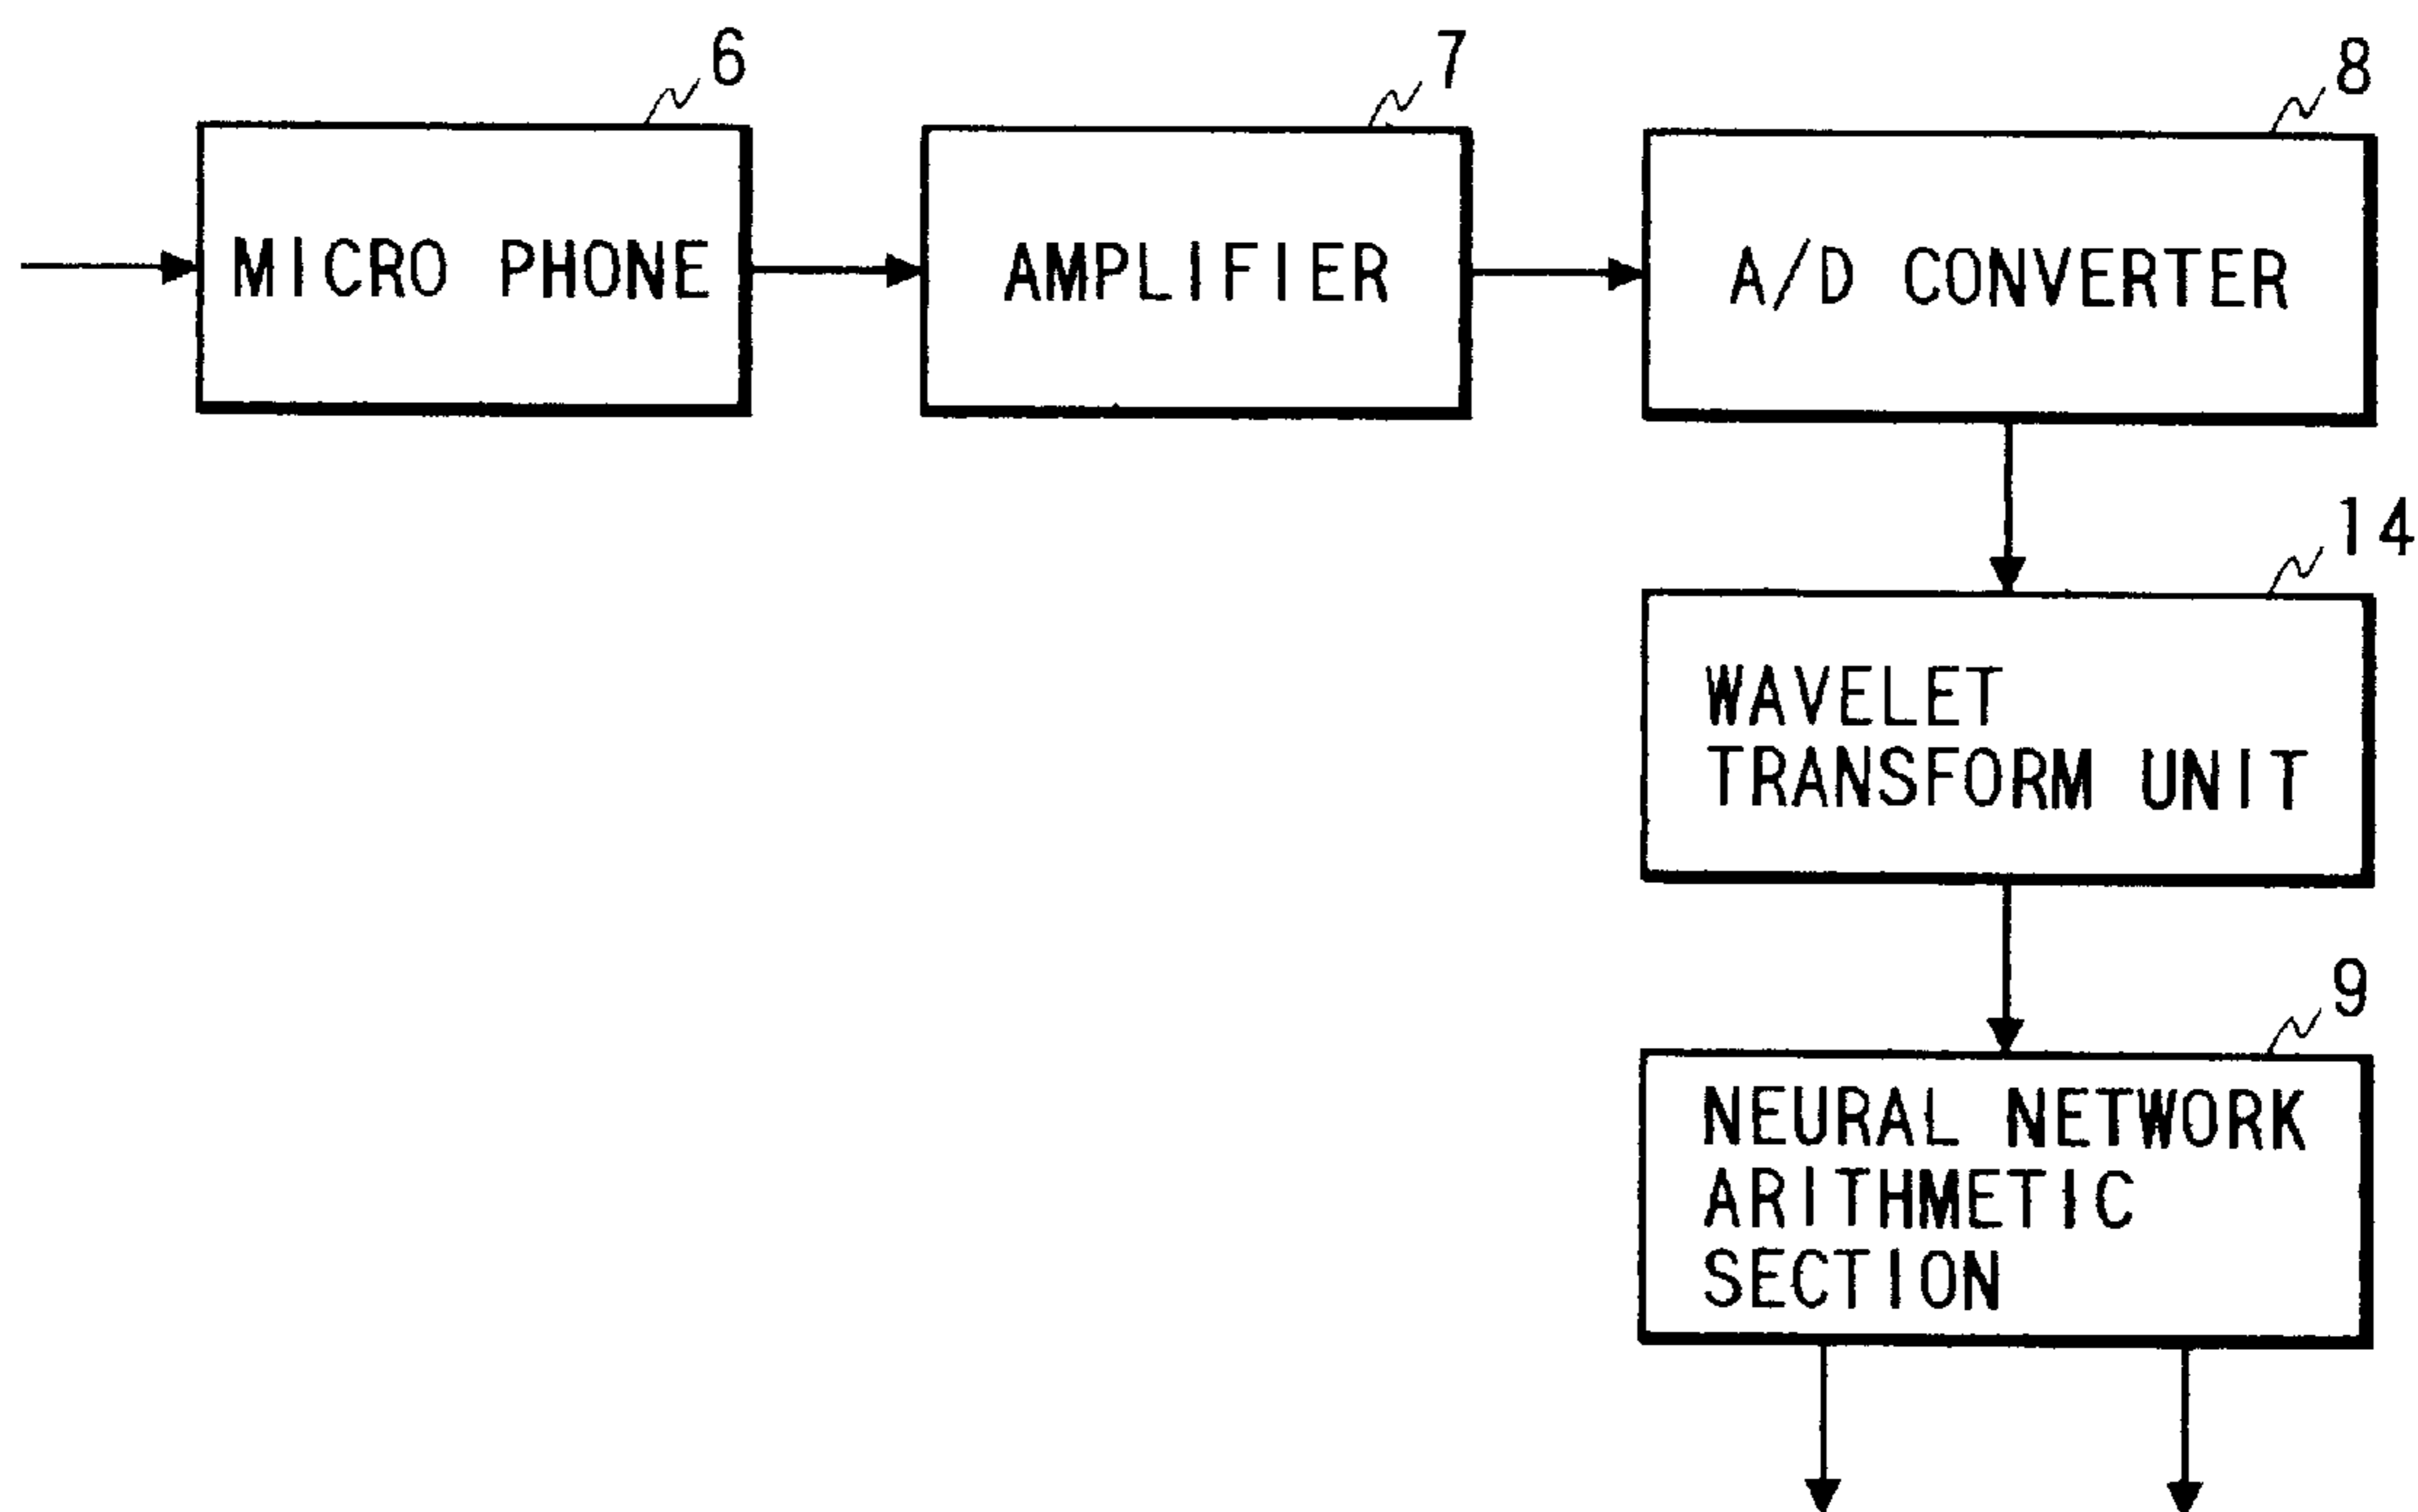 6
7
8
MICRO PHONE
AMPLIFIER
A/D CONVERTER
14
WAVELET
TRANSFORM UNIT
9
NEURAL NETWORK
ARITHMETIC
SECTION